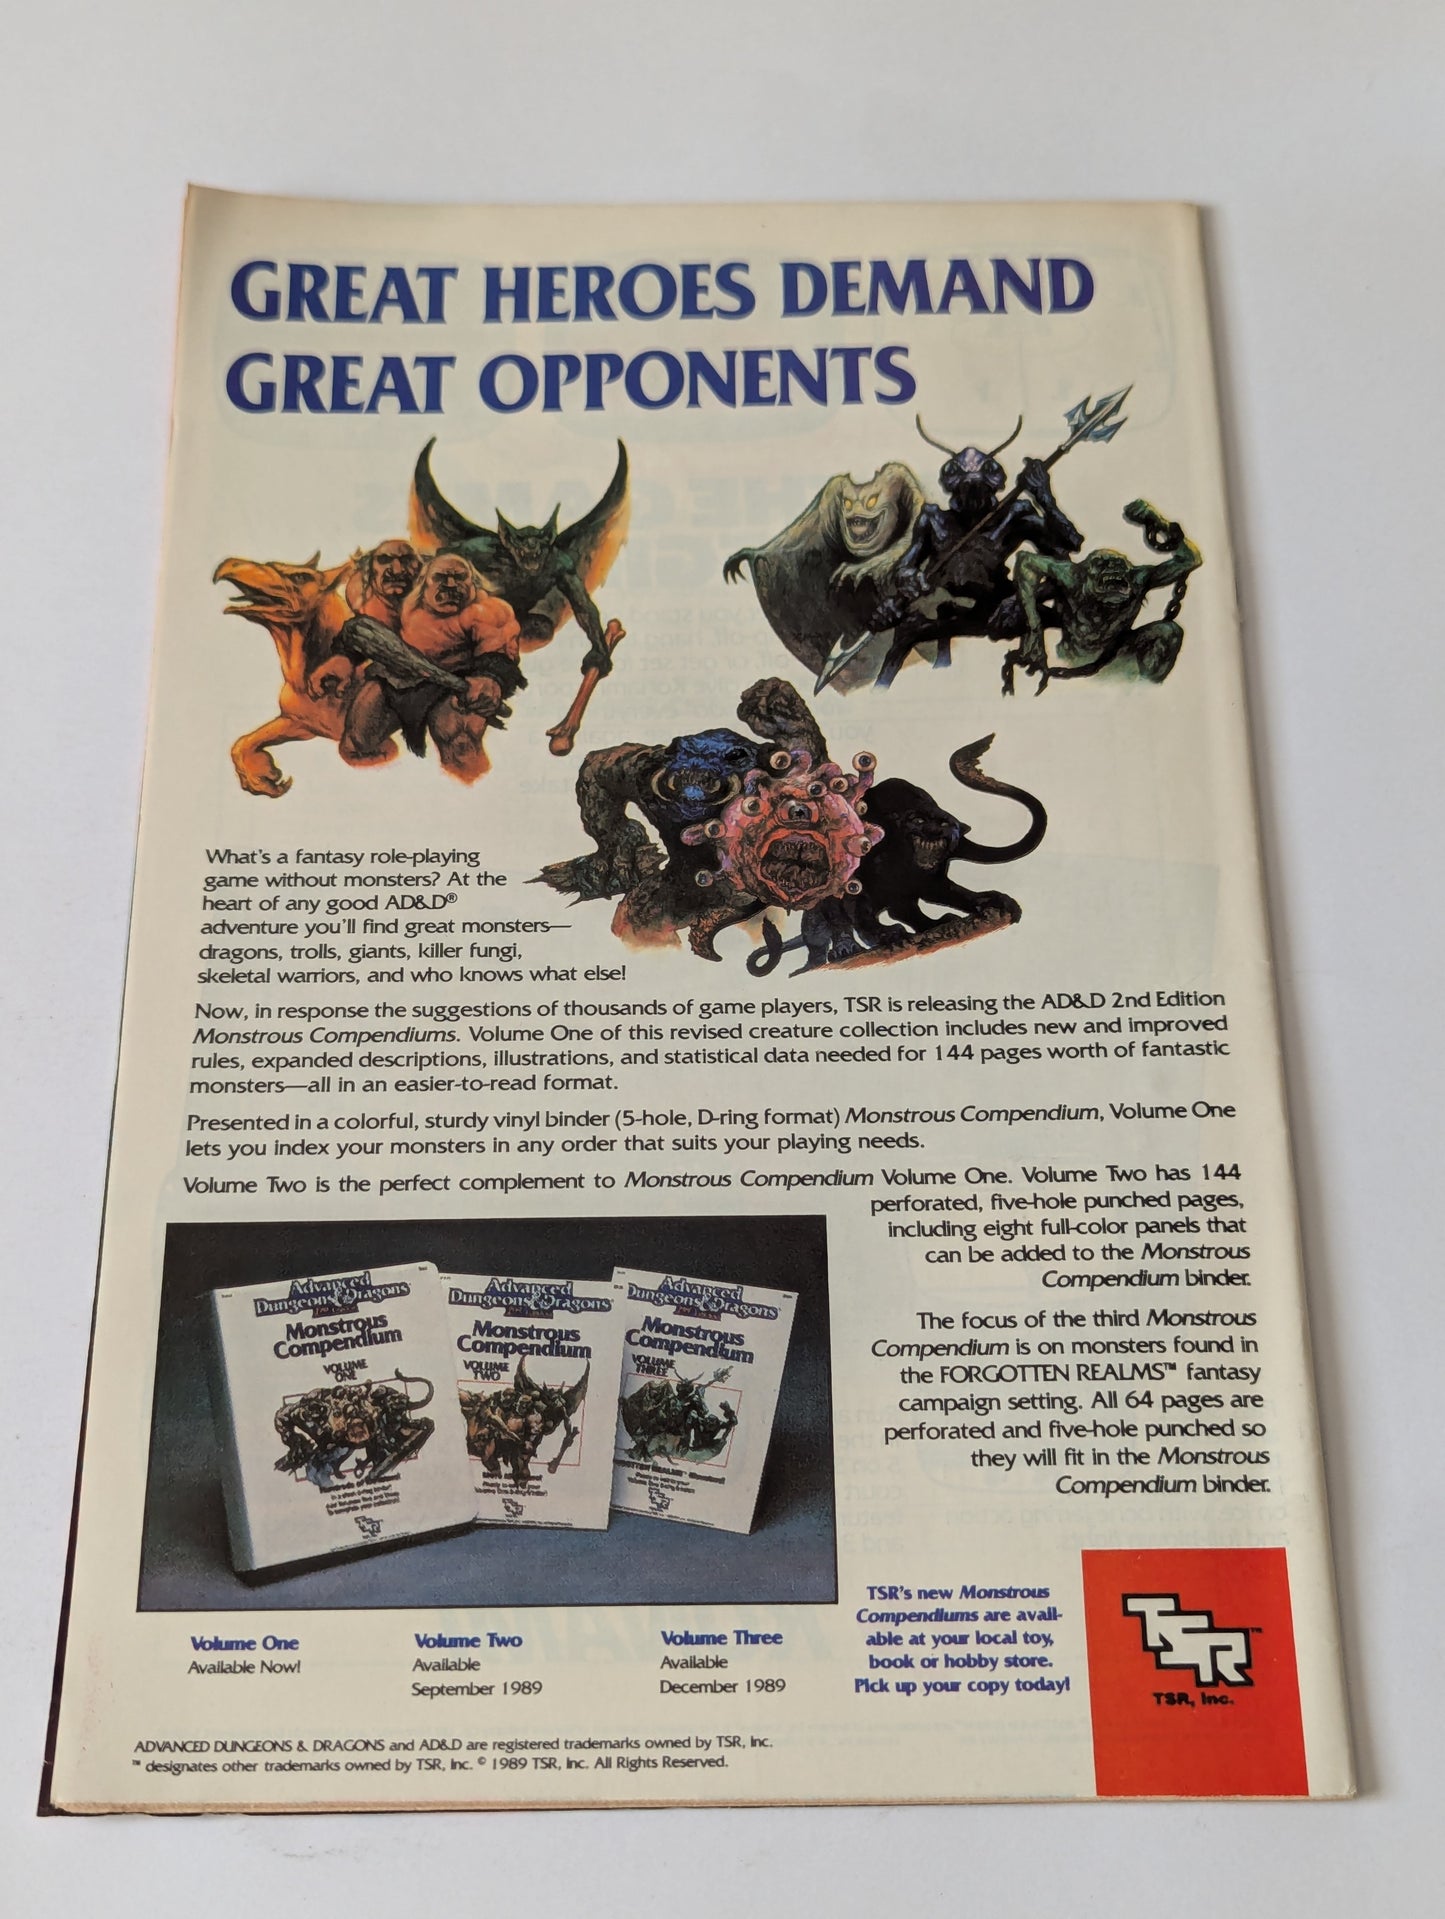 GREAT HEROES DEMAND
GREAT OPPONENTS
What's a fantasy role-playing
game without monsters? At the
heart of any good AD&D®
adventure you'll find great monsters—
dragons, trolls, giants, killer fungi,
skeletal warriors, and who knows what else!
Now, in response the suggestions of thousands of game players, TSR is releasing the AD&D 2nd Edition
Monstrous Compendiums. Volume One of this revised creature collection includes new and improved
rules, expanded descriptions, illustrations, and statistical data needed for 144 pages worth of fantastic
monsters—all in an easier-to-read format.
Presented in a colorful, sturdy vinyl binder (5-hole, D-ring format) Monstrous Compendium, Volume One
lets you index your monsters in any order that suits your playing needs.
Volume Two is the perfect complement to Monstrous Compendium Volume One. Volume Two has 144
perforated, five-hole punched pages,
including eight full-color panels that
can be added to the Monstrous
Compendium binder.
The focus of the third Monstrous
Compendium is on monsters found in
the FORGOTTEN REALMS™ fantasy
campaign setting. All 64 pages are
perforated and five-hole punched so
they will fit in the Monstrous
Compendium binder.
Advanced
Dungeons & Dragons
Monstrous
Compendium
VOLUME
ONE
Advanced
Dungeons & Dragons
Monstrous
Compendium
VOLUME
TWO
Advanced
Dungeons & Dragons
Monstrous
Compendium
VOLUME
THREE
Volume One
Available Now!
Volume Two
Available
September 1989
Volume Three
Available
December 1989
TSR's new Monstrous
Compendiums are avail-
able at your local toy,
book or hobby store.
Pick up your copy today!
TSR™
TSR, Inc.
ADVANCED DUNGEONS & DRAGONS and AD&D are registered trademarks owned by TSR, Inc.
™ designates other trademarks owned by TSR, Inc. © 1989 TSR, Inc. All Rights Reserved.